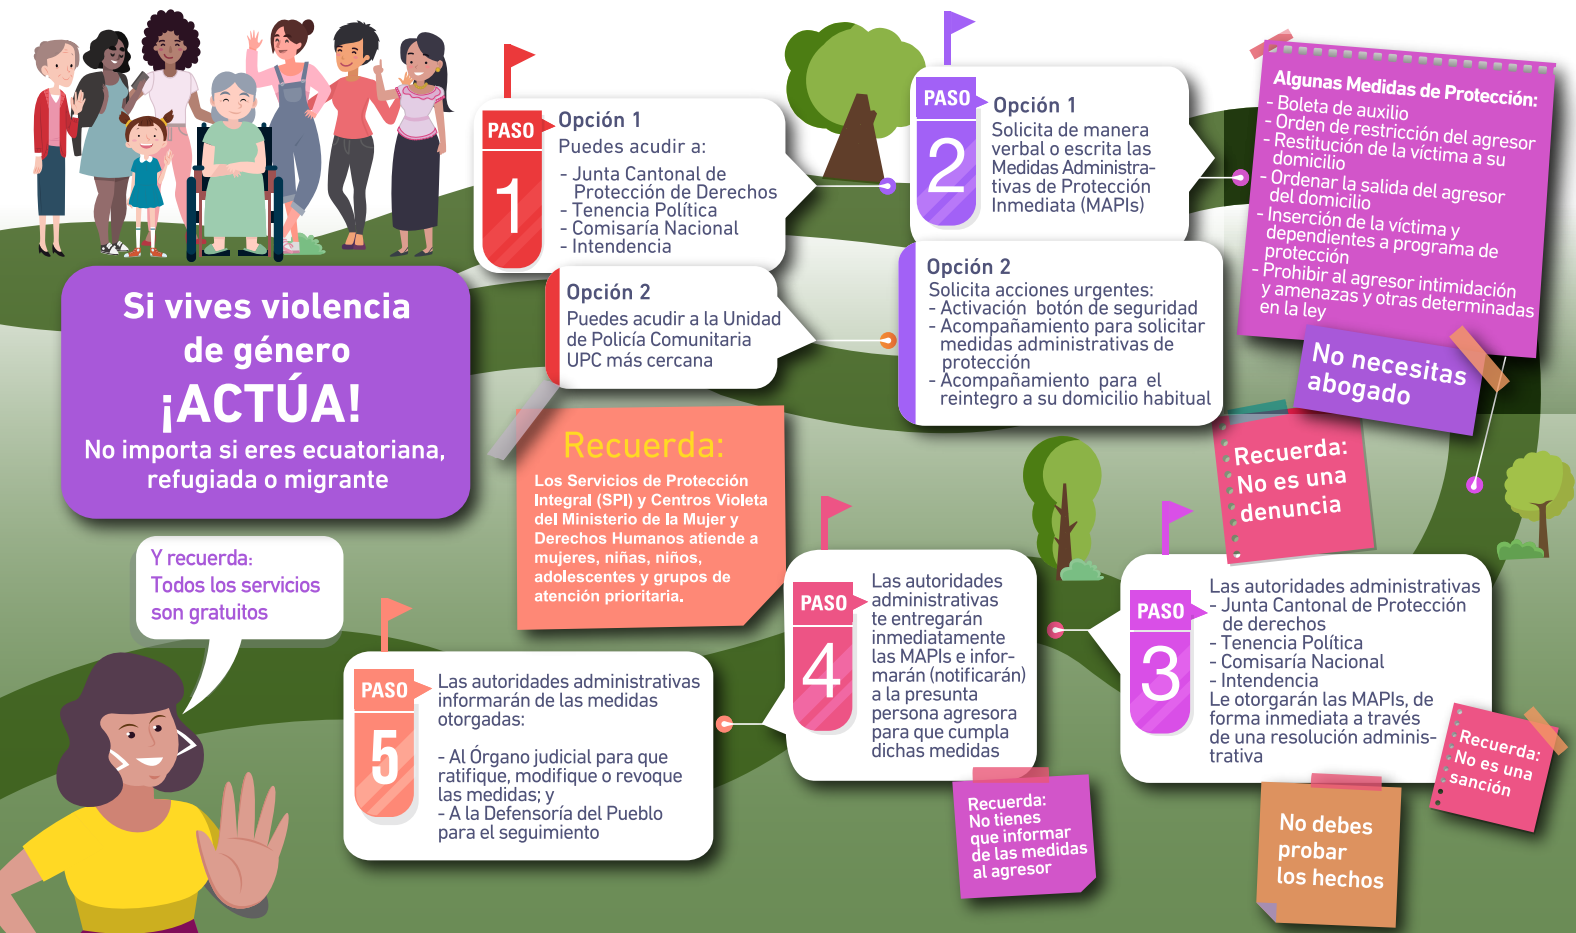 Si vives violencia
de género
¡ACTÚA!
No importa si eres ecuatoriana,
refugiada o migrante
Y recuerda:
Todos los servicios
son gratuitos
PASO
1
Opción 1
Puedes acudir a:
- Junta Cantonal de
Protección de Derechos
- Tenencia Política
- Comisaría Nacional
- Intendencia
Opción 2
Puedes acudir a la Unidad
de Policía Comunitaria
UPC más cercana
Recuerda:
Los Servicios de Protección
Integral (SPI) y Centros Violeta
del Ministerio de la Mujer y
Derechos Humanos atiende a
mujeres, niñas, niños,
adolescentes y grupos de
atención prioritaria.
PASO
2
Opción 1
Solicita de manera
verbal o escrita las
Medidas Administra-
tivas de Protección
Inmediata (MAPIs)
Opción 2
Solicita acciones urgentes:
- Activación botón de seguridad
- Acompañamiento para solicitar
medidas administrativas de
protección
- Acompañamiento para el
reintegro a su domicilio habitual
Algunas Medidas de Protección:
- Boleta de auxilio
- Orden de restricción del agresor
- Restitución de la víctima a su
domicilio
- Ordenar la salida del agresor
del domicilio
- Inserción de la víctima y
dependientes a programa de
protección
- Prohibir al agresor intimidación
y amenazas y otras determinadas
en la ley
No necesitas
abogado
Recuerda:
No es una
denuncia
PASO
3
Las autoridades administrativas
- Junta Cantonal de Protección
de derechos
- Tenencia Política
- Comisaría Nacional
- Intendencia
Le otorgarán las MAPIs, de
forma inmediata a través
de una resolución adminis-
trativa
Recuerda:
No es una
sanción
No debes
probar
los hechos
PASO
4
Las autoridades
administrativas
te entregarán
inmediatamente
las MAPIs e infor-
marán (notificarán)
a la presunta
persona agresora
para que cumpla
dichas medidas
Recuerda:
No tienes
que informar
de las medidas
al agresor
PASO
5
Las autoridades administrativas
informarán de las medidas
otorgadas:
- Al Órgano judicial para que
ratifique, modifique o revoque
las medidas; y
- A la Defensoría del Pueblo
para el seguimiento